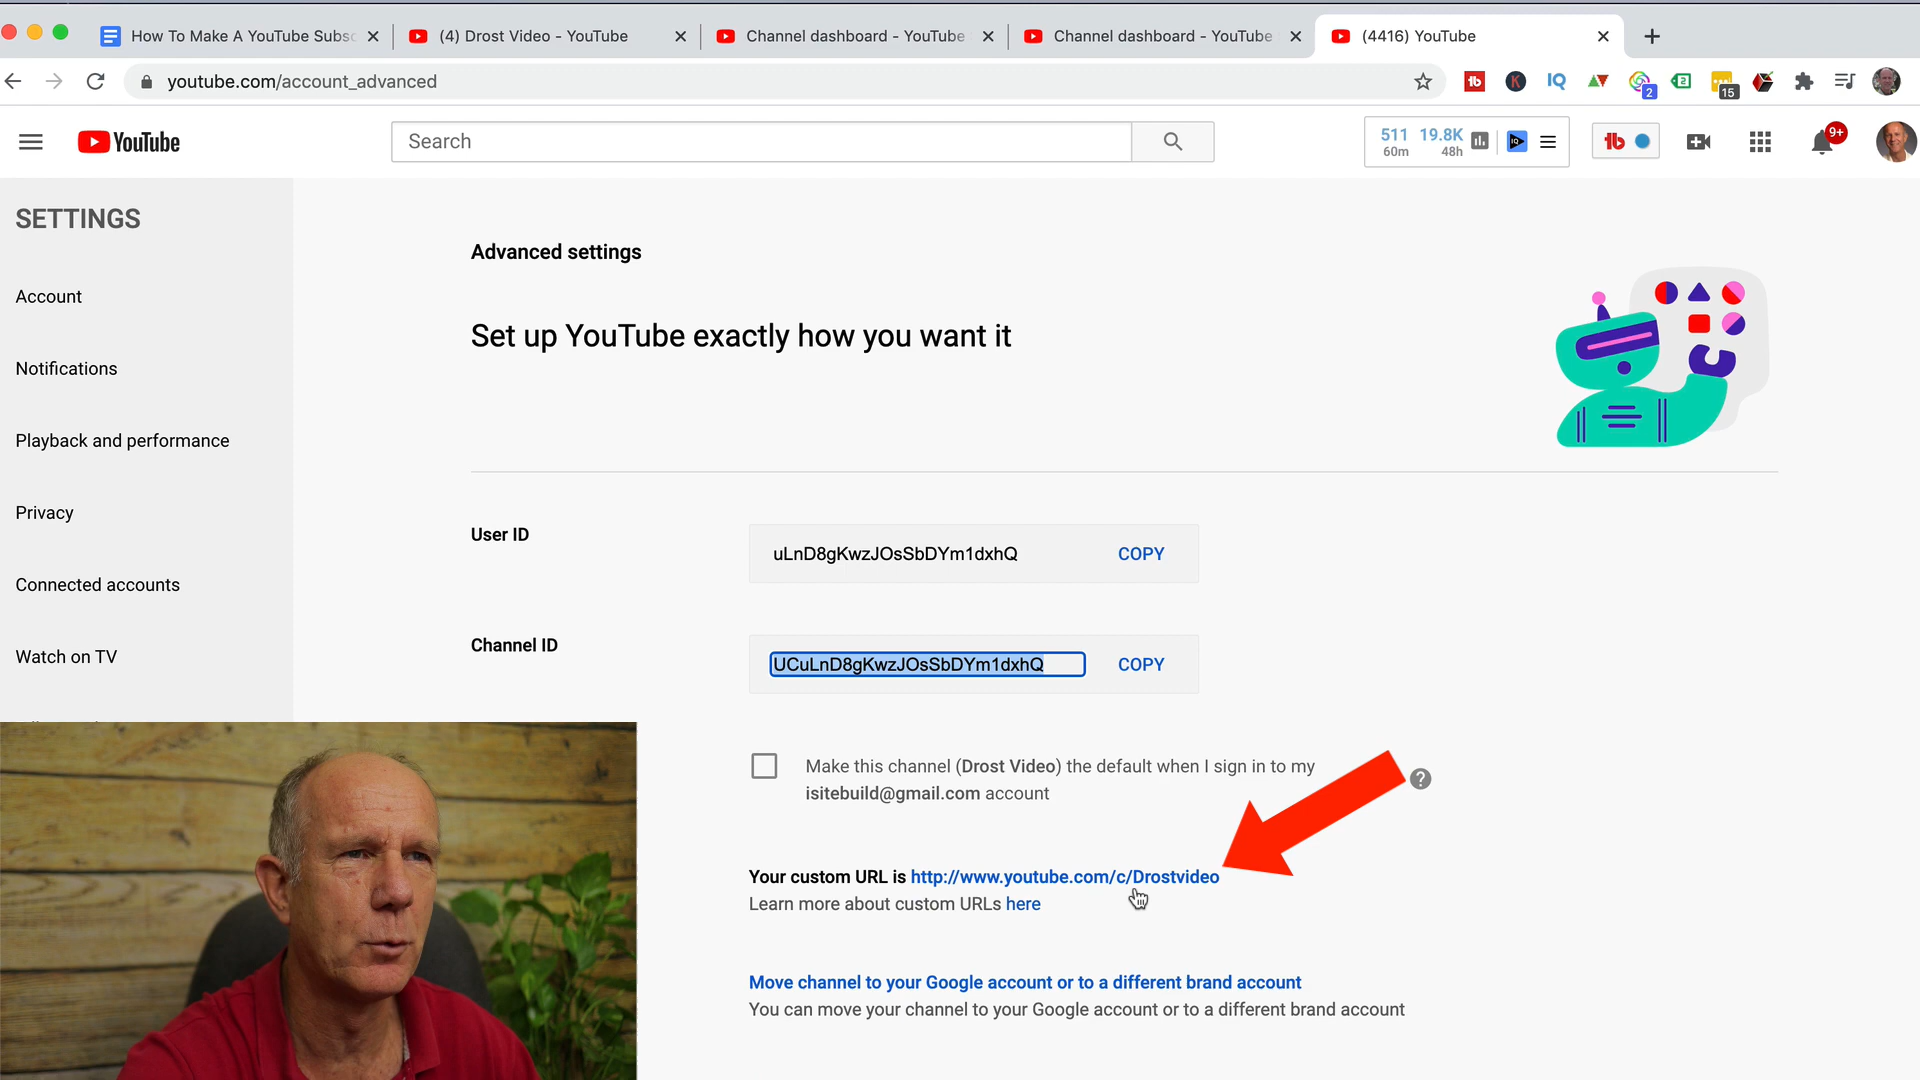 How To Make A YouTube Subsc
(4) Drost Video - YouTube
Channel dashboard - YouTube
Channel dashboard - YouTube
(4416) YouTube
youtube.com/account_advanced
2
15
YouTube
Search
511 60m
19.8K 48h
9+
SETTINGS
Account
Notifications
Playback and performance
Privacy
Connected accounts
Watch on TV
Advanced settings
Set up YouTube exactly how you want it
User ID
uLnD8gKwzJOsSbDYm1dxhQ
COPY
Channel ID
UCuLnD8gKwzJOsSbDYm1dxhQ
COPY
Make this channel (Drost Video) the default when I sign in to my
isitebuild@gmail.com account
?
Your custom URL is http://www.youtube.com/c/Drostvideo
Learn more about custom URLs here
Move channel to your Google account or to a different brand account
You can move your channel to your Google account or to a different brand account